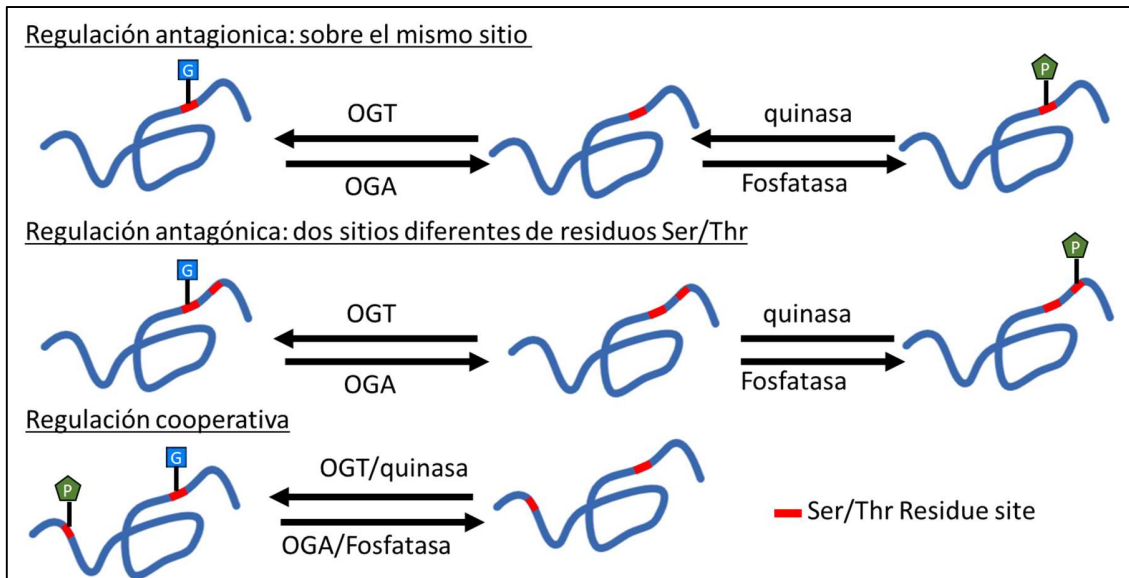 Regulación antagionica: sobre el mismo sitio
G
P
OGT
quinasa
OGA
Fosfatasa
Regulación antagónica: dos sitios diferentes de residuos Ser/Thr
G
P
OGT
quinasa
OGA
Fosfatasa
Regulación cooperativa
P
G
OGT/quinasa
OGA/Fosfatasa
Ser/Thr Residue site